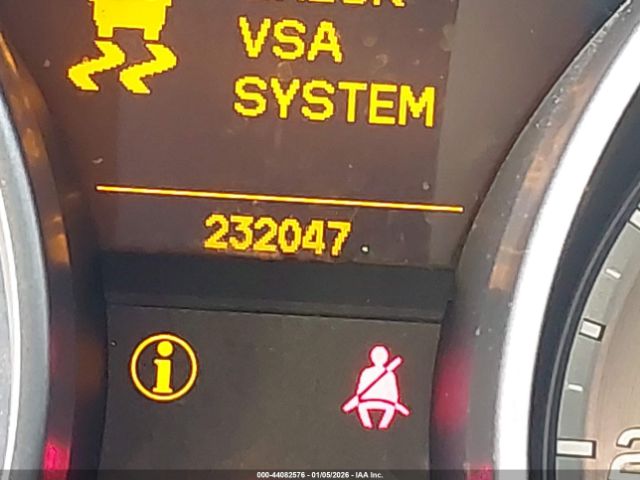 VSA
SYSTEM
232047
i
000-44082576 - 01/05/2026 - IAA Inc.